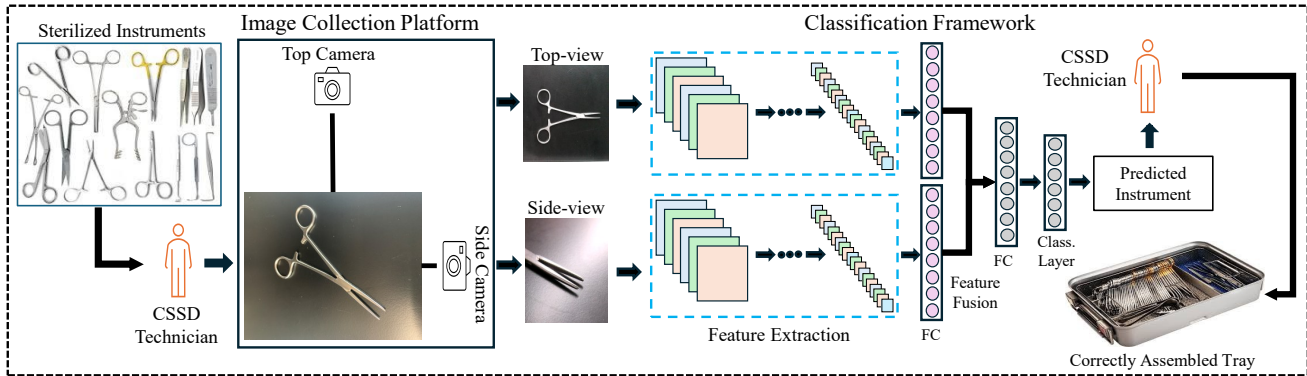 Sterilized Instruments
Image Collection Platform
Classification Framework
Top Camera
Top-view
CSSD
Technician
Side-view
Side Camera
CSSD
Technician
Feature Extraction
FC
Feature
Fusion
FC
Class.
Layer
Predicted
Instrument
Correctly Assembled Tray